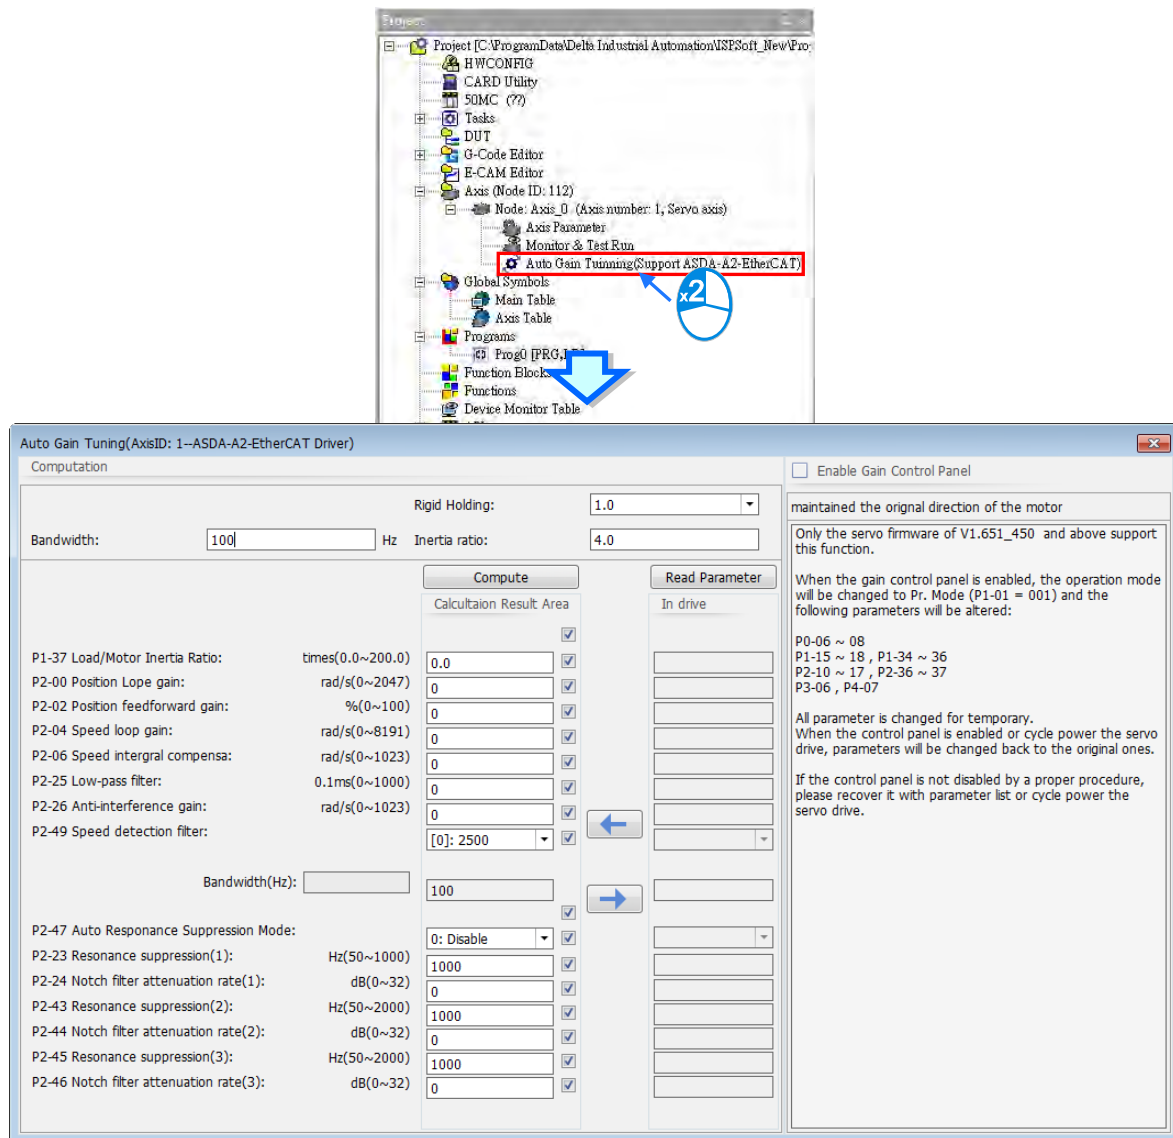 Project
Project [C:\ProgramData\Delta Industrial Automation\ISPSoft_New\Pro
HWCONFIG
CARD Utility
50MC (??)
Tasks
DUT
G-Code Editor
E-CAM Editor
Axis (Node ID: 112)
Node: Axis_0 (Axis number: 1, Servo axis)
Axis Parameter
Monitor & Test Run
Auto Gain Tuinning(Support ASDA-A2-EtherCAT)
x2
Global Symbols
Main Table
Axis Table
Programs
Prog0 [PRG,
Function Blocks
Functions
Device Monitor Table
Auto Gain Tuning(AxisID: 1--ASDA-A2-EtherCAT Driver)
Computation
Rigid Holding: 1.0
Bandwidth: 100 Hz Inertia ratio: 4.0
Compute Read Parameter
Calcultaion Result Area In drive
P1-37 Load/Motor Inertia Ratio: times(0.0~200.0) 0.0
P2-00 Position Lope gain: rad/s(0~2047) 0
P2-02 Position feedforward gain: %(0~100) 0
P2-04 Speed loop gain: rad/s(0~8191) 0
P2-06 Speed intergral compensa: rad/s(0~1023) 0
P2-25 Low-pass filter: 0.1ms(0~1000) 0
P2-26 Anti-interference gain: rad/s(0~1023) 0
P2-49 Speed detection filter: [0]: 2500
Bandwidth(Hz): 100
P2-47 Auto Responance Suppression Mode: 0: Disable
P2-23 Resonance suppression(1): Hz(50~1000) 1000
P2-24 Notch filter attenuation rate(1): dB(0~32) 0
P2-43 Resonance suppression(2): Hz(50~2000) 1000
P2-44 Notch filter attenuation rate(2): dB(0~32) 0
P2-45 Resonance suppression(3): Hz(50~2000) 1000
P2-46 Notch filter attenuation rate(3): dB(0~32) 0
Enable Gain Control Panel
maintained the orignal direction of the motor
Only the servo firmware of V1.651_450 and above support
this function.
When the gain control panel is enabled, the operation mode
will be changed to Pr. Mode (P1-01 = 001) and the
following parameters will be altered:
P0-06 ~ 08
P1-15 ~ 18 , P1-34 ~ 36
P2-10 ~ 17 , P2-36 ~ 37
P3-06 , P4-07
All parameter is changed for temporary.
When the control panel is enabled or cycle power the servo
drive, parameters will be changed back to the original ones.
If the control panel is not disabled by a proper procedure,
please recover it with parameter list or cycle power the
servo drive.